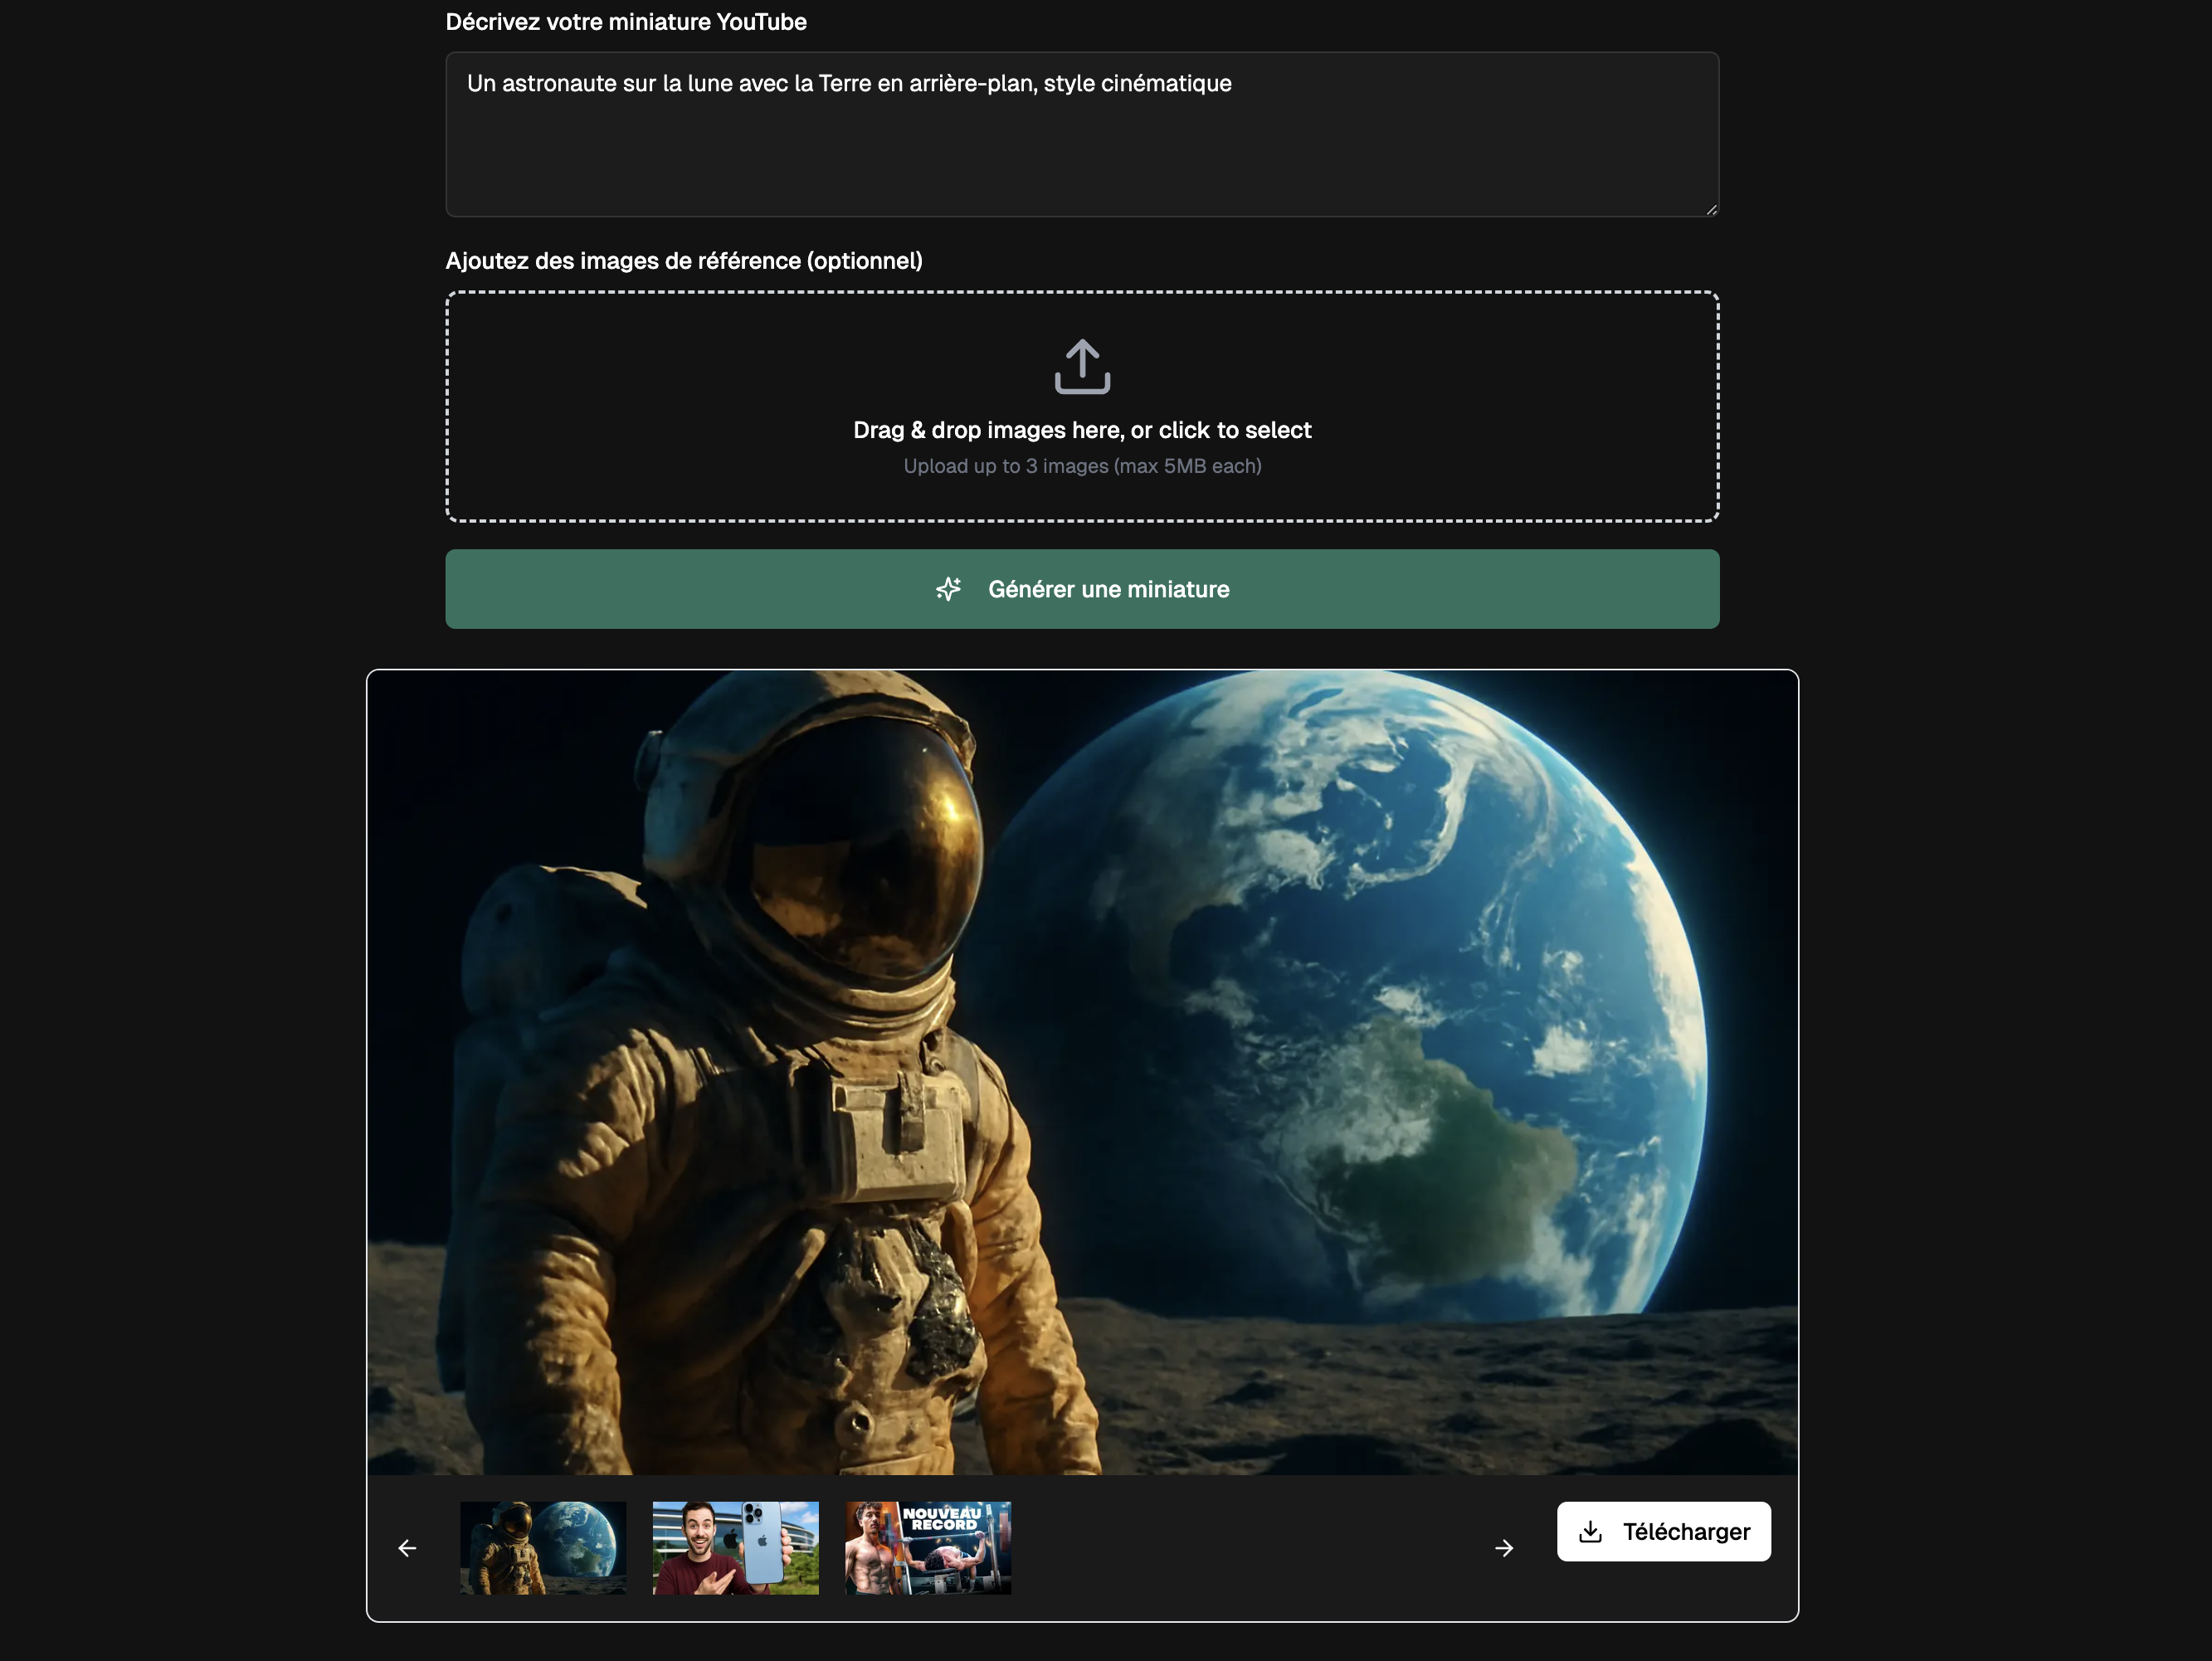 Décrivez votre miniature YouTube
Un astronaute sur la lune avec la Terre en arrière-plan, style cinématique
Ajoutez des images de référence (optionnel)
Drag & drop images here, or click to select
Upload up to 3 images (max 5MB each)
Générer une miniature
NOUVEAU
RECORD
Télécharger